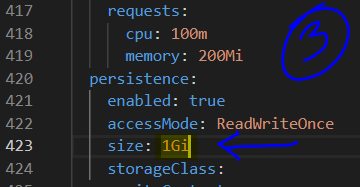 417 requests:
418 cpu: 100m
419 memory: 200Mi
420 persistence:
421 enabled: true
422 accessMode: ReadWriteOnce
423 size: 1Gi
424 storageClass:
3